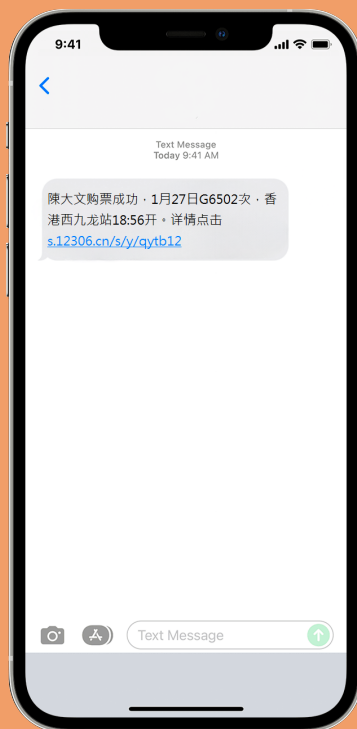 9:41
Text Message
Today 9:41 AM
陳大文购票成功，1月27日G6502次，香
港西九龙站18:56开。详情点击
s.12306.cn/s/y/qytb12
Text Message